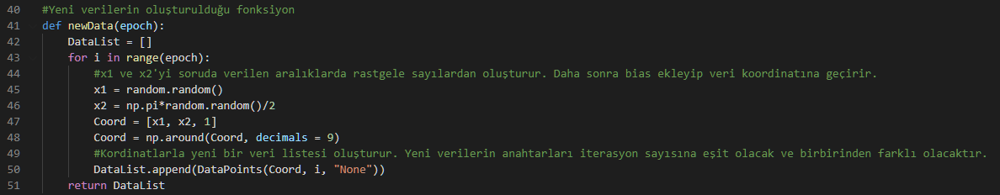 40 #Yeni verilerin oluşturulduğu fonksiyon
41 def newData(epoch):
42     DataList = []
43     for i in range(epoch):
44         #x1 ve x2'yi soruda verilen aralıklarda rastgele sayılardan oluşturur. Daha sonra bias ekleyip veri koordinatına geçirir.
45         x1 = random.random()
46         x2 = np.pi*random.random()/2
47         Coord = [x1, x2, 1]
48         Coord = np.around(Coord, decimals = 9)
49         #Kordinatlarla yeni bir veri listesi oluşturur. Yeni verilerin anahtarları iterasyon sayısına eşit olacak ve birbirinden farklı olacaktır.
50         DataList.append(DataPoints(Coord, i, "None"))
51     return DataList